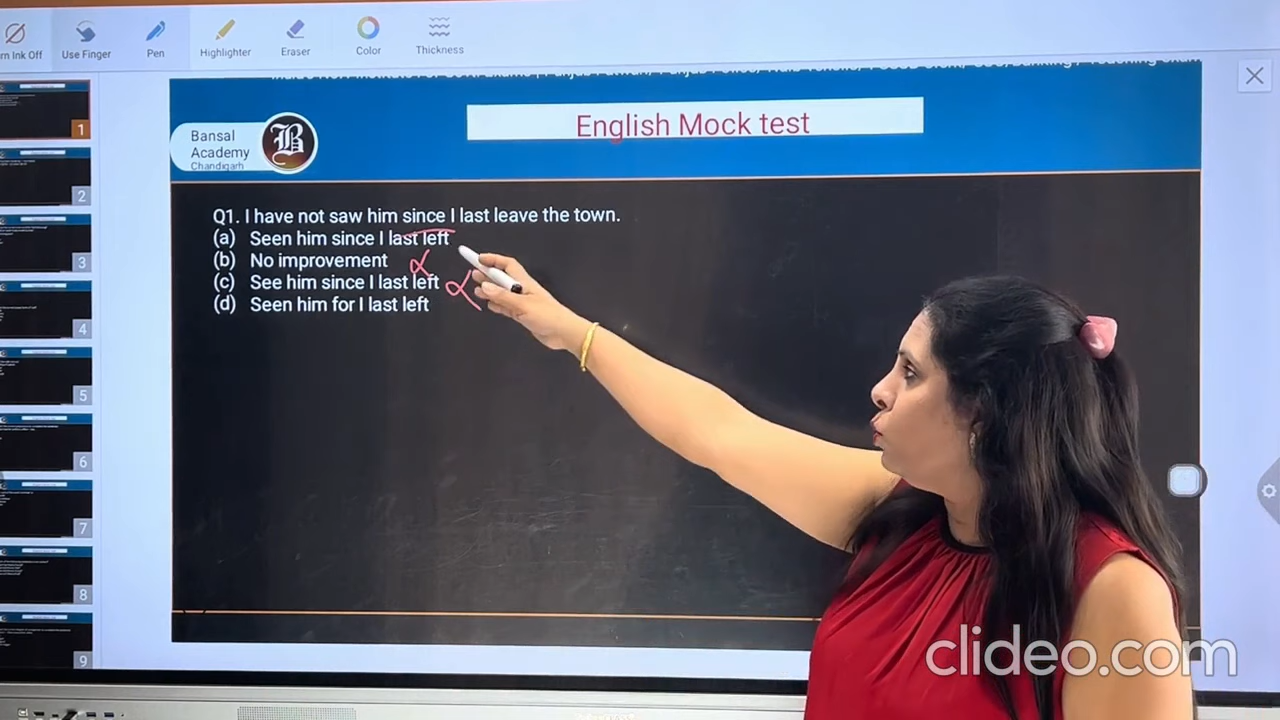 Ink Off
Use Finger
Pen
Highlighter
Eraser
Color
Thickness
Bansal
Academy
Chandigarh
B
English Mock test
Q1. I have not saw him since I last leave the town.
(a) Seen him since I last left
(b) No improvement
(c) See him since I last left
(d) Seen him for I last left
1
2
3
4
5
6
7
8
9
clideo.com